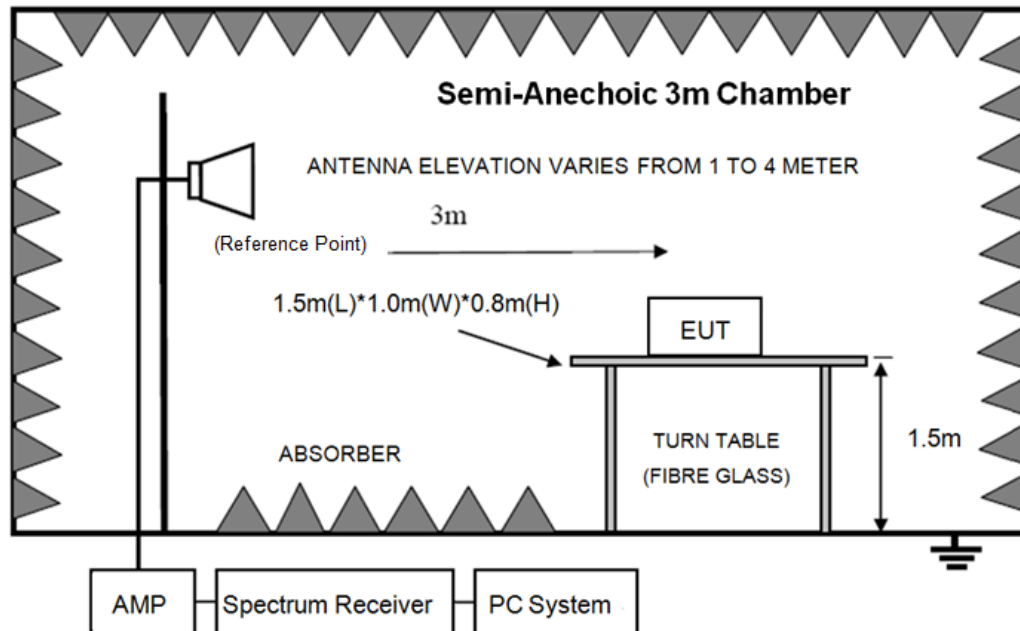 Semi-Anechoic 3m Chamber
ANTENNA ELEVATION VARIES FROM 1 TO 4 METER
3m
(Reference Point)
1.5m(L)*1.0m(W)*0.8m(H)
EUT
TURN TABLE
(FIBRE GLASS)
1.5m
ABSORBER
AMP
Spectrum Receiver
PC System